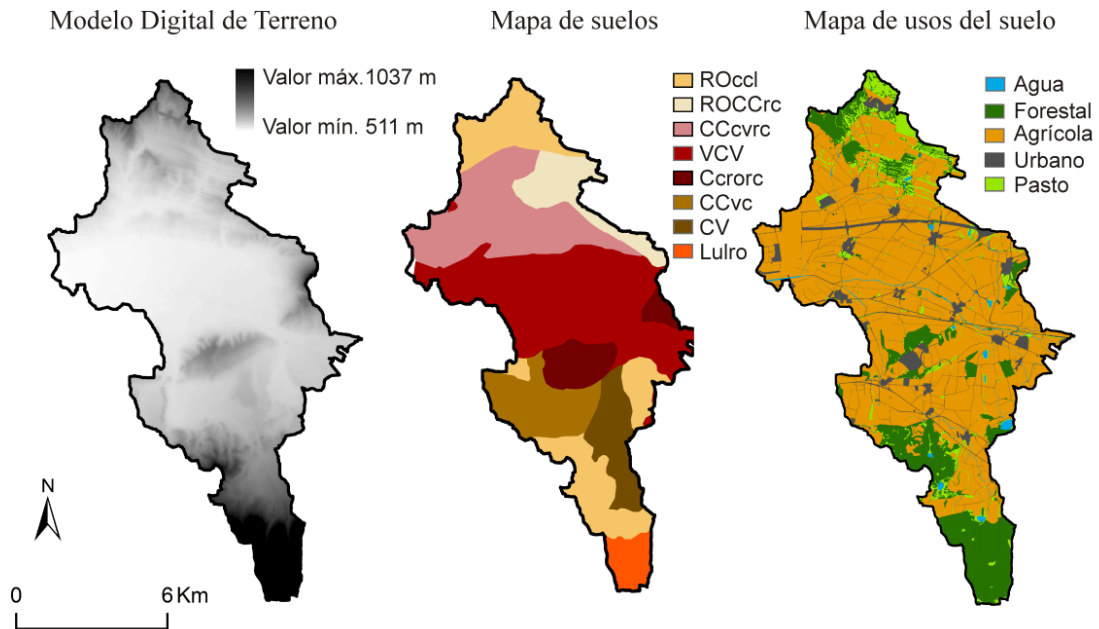 Modelo Digital de Terreno
Valor máx.1037 m
Valor mín. 511 m
N
0 6 Km
Mapa de suelos
ROccl
ROCCrc
CCcvrc
VCV
Ccrorc
CCvc
CV
Lulro
Mapa de usos del suelo
Agua
Forestal
Agrícola
Urbano
Pasto